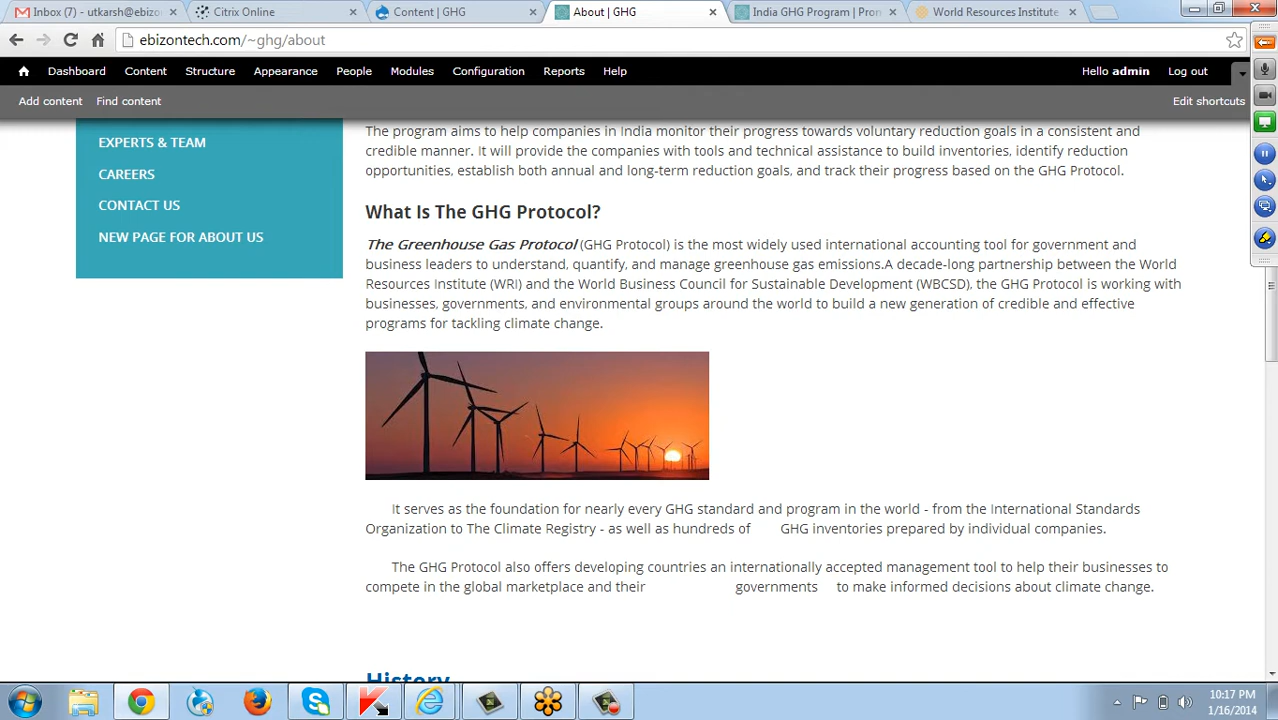 Inbox (7) - utkarsh@ebizo
Citrix Online
Content | GHG
About | GHG
India GHG Program | Prom
World Resources Institute
ebizontech.com/~ghg/about
Dashboard Content Structure Appearance People Modules Configuration Reports Help Hello admin Log out
Add content Find content Edit shortcuts
EXPERTS & TEAM
CAREERS
CONTACT US
NEW PAGE FOR ABOUT US
The program aims to help companies in India monitor their progress towards voluntary reduction goals in a consistent and
credible manner. It will provide the companies with tools and technical assistance to build inventories, identify reduction
opportunities, establish both annual and long-term reduction goals, and track their progress based on the GHG Protocol.
What Is The GHG Protocol?
The Greenhouse Gas Protocol (GHG Protocol) is the most widely used international accounting tool for government and
business leaders to understand, quantify, and manage greenhouse gas emissions.A decade-long partnership between the World
Resources Institute (WRI) and the World Business Council for Sustainable Development (WBCSD), the GHG Protocol is working with
businesses, governments, and environmental groups around the world to build a new generation of credible and effective
programs for tackling climate change.
It serves as the foundation for nearly every GHG standard and program in the world - from the International Standards
Organization to The Climate Registry - as well as hundreds of GHG inventories prepared by individual companies.
The GHG Protocol also offers developing countries an internationally accepted management tool to help their businesses to
compete in the global marketplace and their governments to make informed decisions about climate change.
History
10:17 PM
1/16/2014